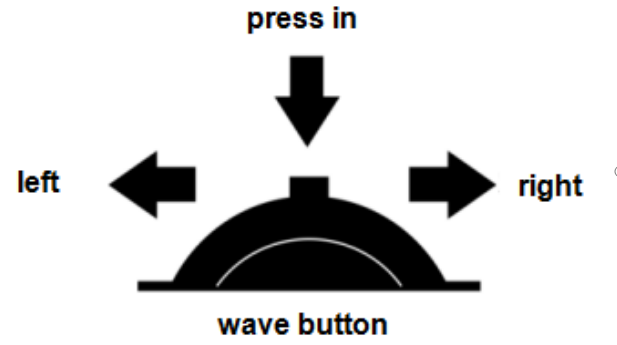 press in
left
right
wave button